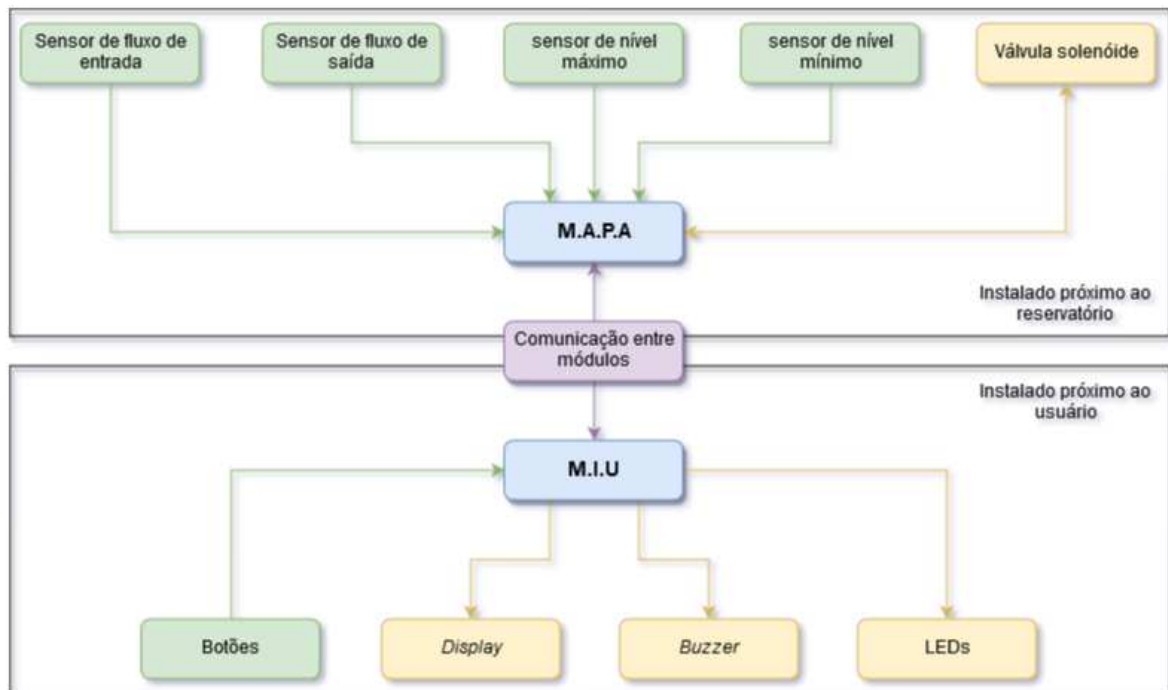 Sensor de fluxo de
entrada
Sensor de fluxo de
saída
sensor de nível
máximo
sensor de nível
mínimo
Válvula solenóide
M.A.P.A
Instalado próximo ao
reservatório
Comunicação entre
módulos
Instalado próximo ao
usuário
M.I.U
Botões
Display
Buzzer
LEDs